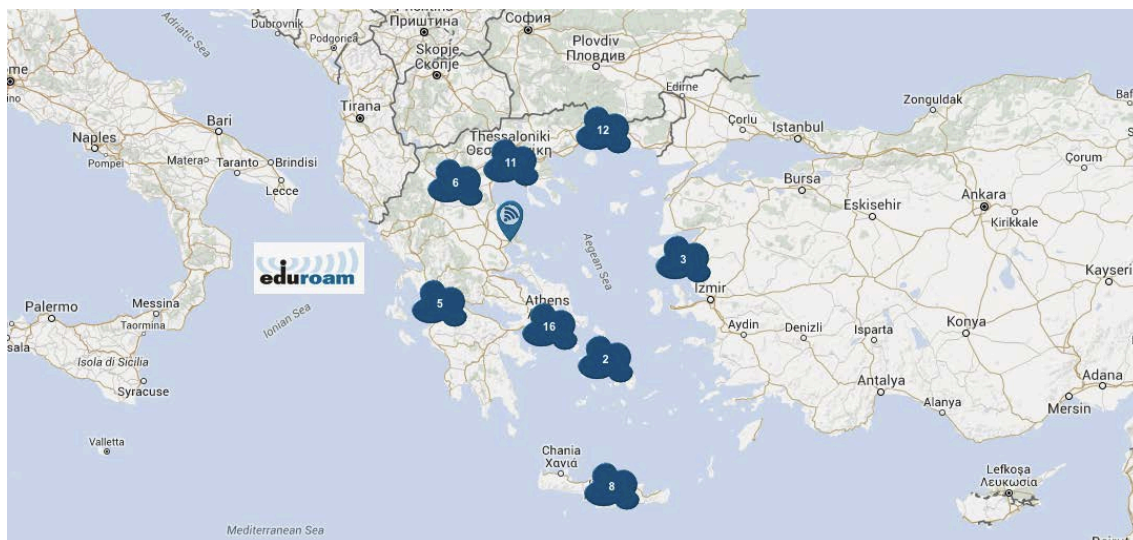 Dubrovnik
Podgorica
Приштина
София
Adriatic Sea
Skopje
Скопје
Plovdiv
Пловдив
Edirne
Tirana
Bari
Naples
Pompei
Matera
Taranto
Brindisi
Lecce
Thessaloniki
12
11
6
Çorlu
Istanbul
Zonguldak
Çorum
Bursa
Eskisehir
Ankara
Kirikkale
Kayseri
Aegean Sea
3
Izmir
eduroam
5
Athens
16
2
Palermo
Messina
Taormina
Ionian Sea
Isola di Sicilia
Syracuse
Aydin
Denizli
Isparta
Konya
Antalya
Alanya
Adana
Mersin
Valletta
Chania
Χανιά
8
Lefkoşa
Λευκωσία
Mediterranean Sea